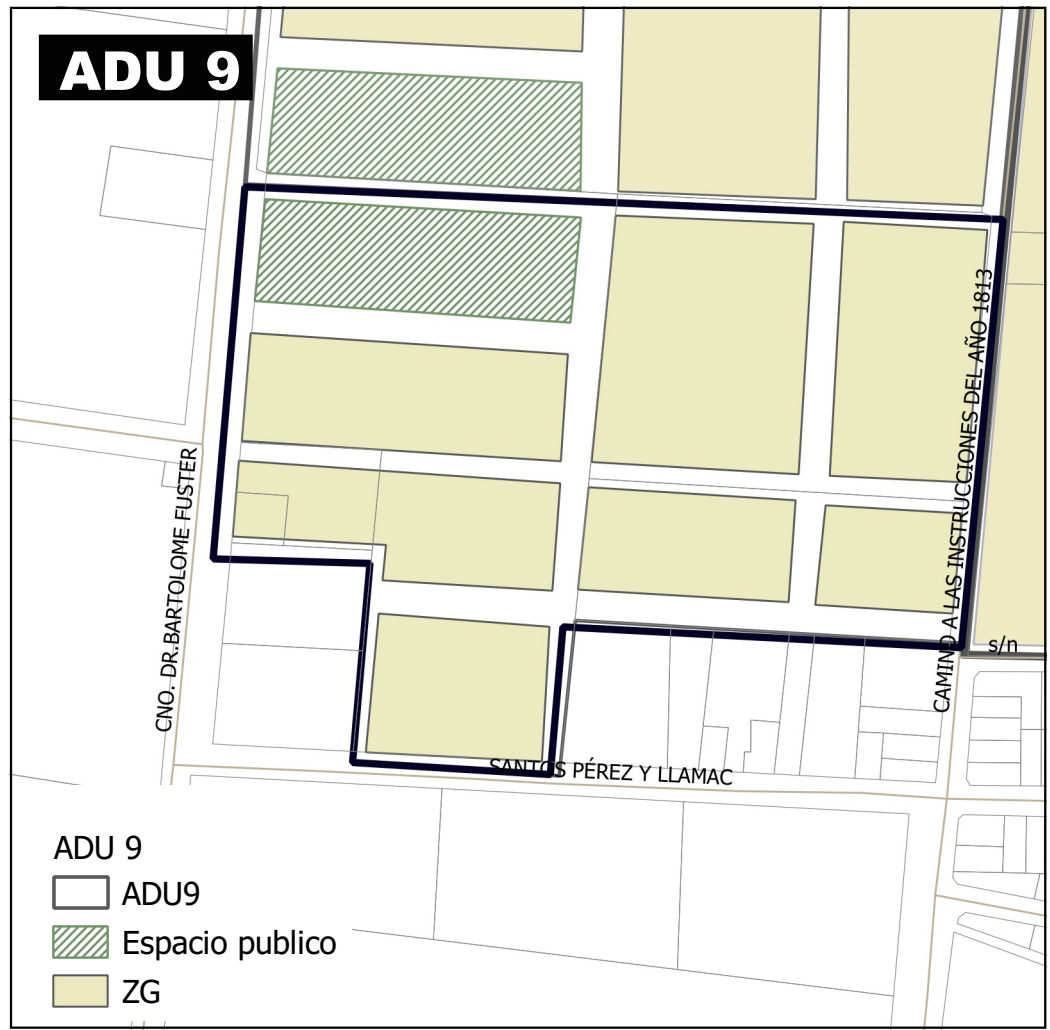 ADU 9
CAMINO A LAS INSTRUCCIONES DEL AÑO 1813
CNO. DR.BARTOLOME FUSTER
s/n
SANTOS PÉREZ Y LLAMAC
ADU 9
ADU9
Espacio publico
ZG